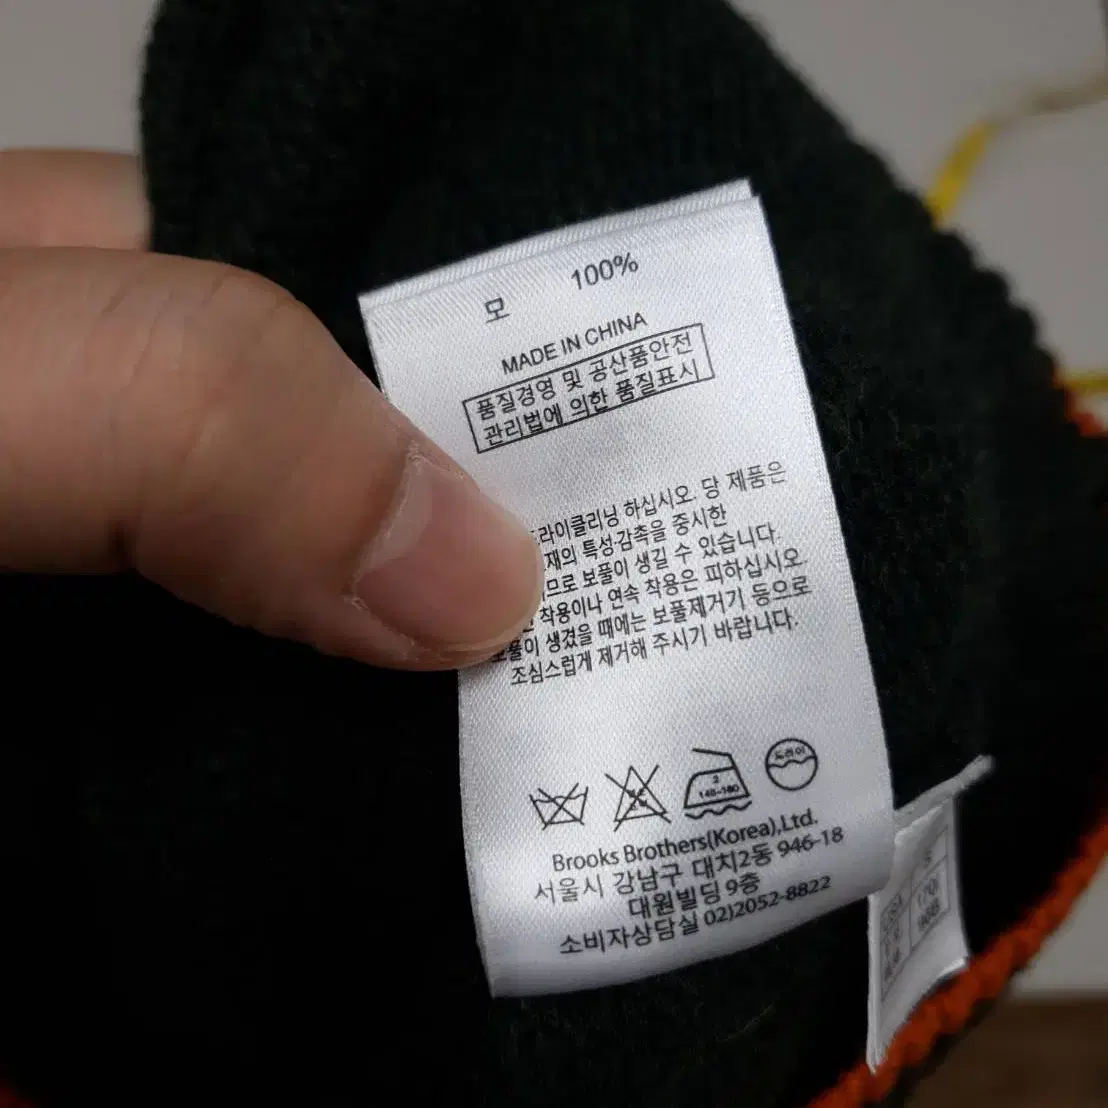 모 100%
MADE IN CHINA
품질경영 및 공산품안전
관리법에 의한 품질표시
드라이클리닝 하십시오. 당 제품은
재의 특성·감촉을 중시한
므로 보풀이 생길 수 있습니다.
착용이나 연속 착용은 피하십시오.
보풀이 생겼을 때에는 보풀제거기 등으로
조심스럽게 제거해 주시기 바랍니다.
2
140~160
드라이
Brooks Brothers(Korea),Ltd.
서울시 강남구 대치2동 946-18
대원빌딩 9층
소비자상담실 02)2052-8822
S